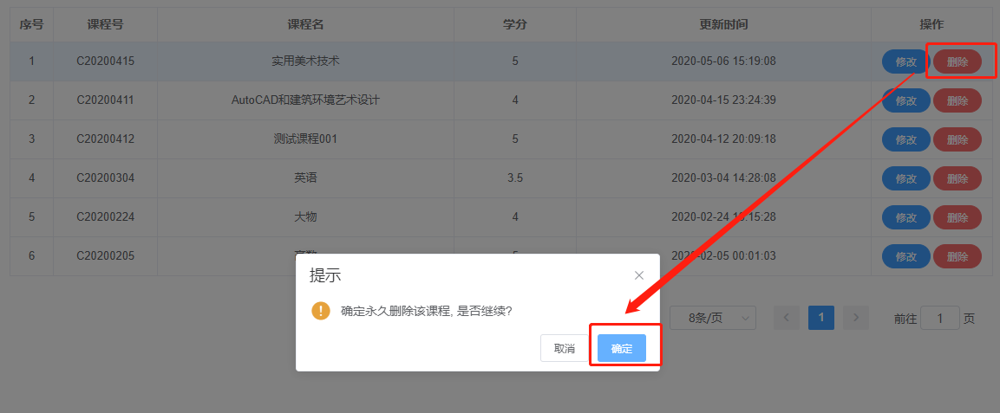 序号 课程号 课程名 学分 更新时间 操作
1 C20200415 实用美术技术 5 2020-05-06 15:19:08 修改 删除
2 C20200411 AutoCAD和建筑环境艺术设计 4 2020-04-15 23:24:39 修改 删除
3 C20200412 测试课程001 5 2020-04-12 20:09:18 修改 删除
4 C20200304 英语 3.5 2020-03-04 14:28:08 修改 删除
5 C20200224 大物 4 2020-02-24 :15:28 修改 删除
6 C20200205 2020-02-05 00:01:03 修改 删除
提示
确定永久删除该课程, 是否继续?
取消 确定
8条/页 1 前往 1 页